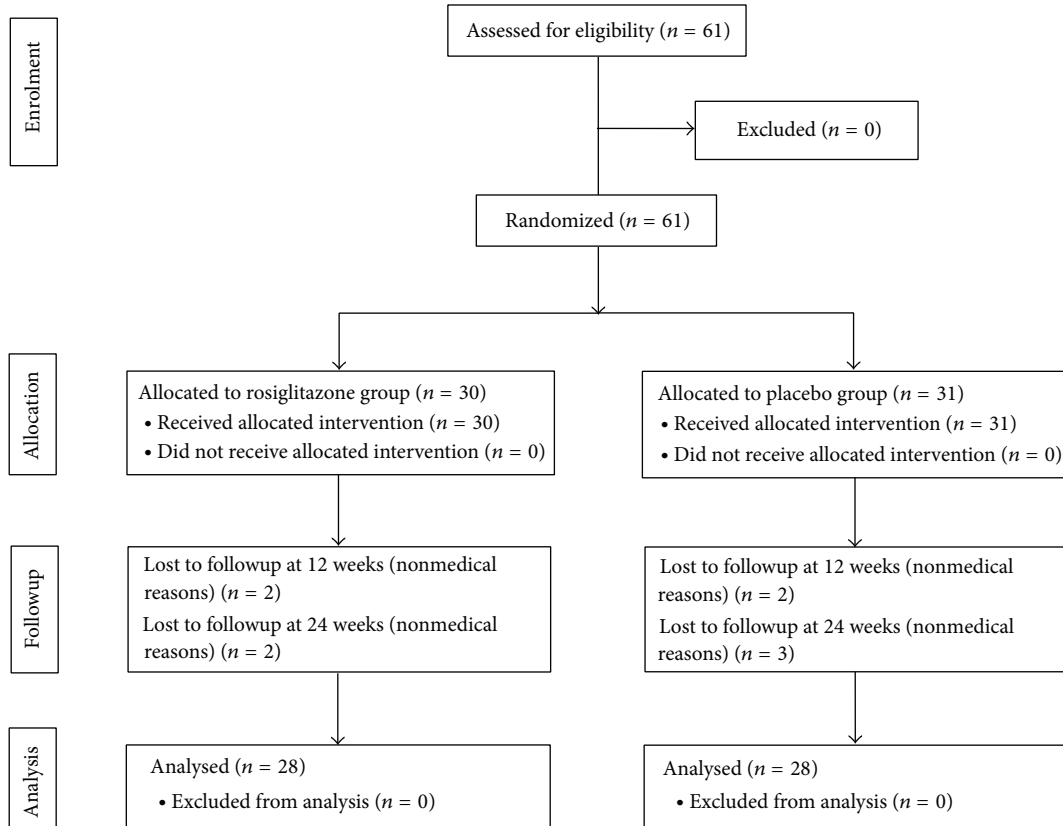 Enrolment
Assessed for eligibility (n = 61)
Excluded (n = 0)
Randomized (n = 61)
Allocation
Allocated to rosiglitazone group (n = 30)
• Received allocated intervention (n = 30)
• Did not receive allocated intervention (n = 0)
Allocated to placebo group (n = 31)
• Received allocated intervention (n = 31)
• Did not receive allocated intervention (n = 0)
Followup
Lost to followup at 12 weeks (nonmedical
reasons) (n = 2)
Lost to followup at 24 weeks (nonmedical
reasons) (n = 2)
Lost to followup at 12 weeks (nonmedical
reasons) (n = 2)
Lost to followup at 24 weeks (nonmedical
reasons) (n = 3)
Analysis
Analysed (n = 28)
• Excluded from analysis (n = 0)
Analysed (n = 28)
• Excluded from analysis (n = 0)